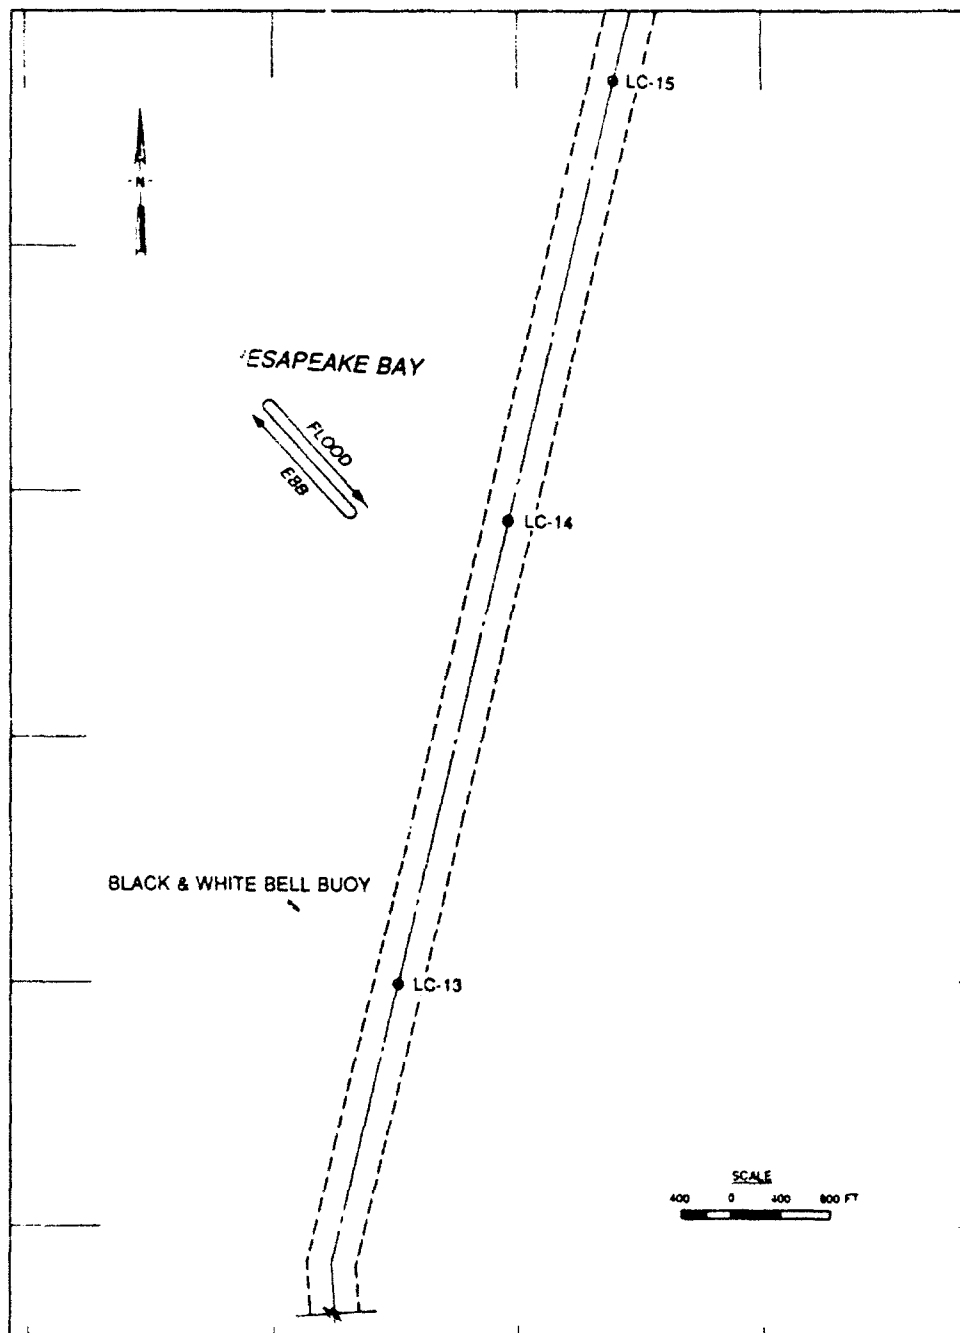 LC-15
N
ESAPEAKE BAY
FLOOD
EBB
LC-14
BLACK & WHITE BELL BUOY
LC-13
SCALE
400 0 400 800 FT